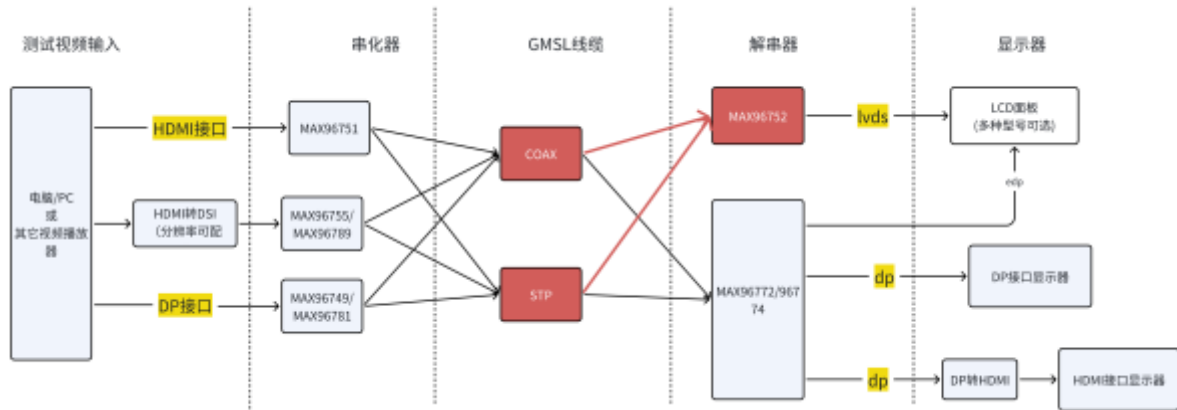 测试视频输入
串化器
GMSL线缆
解串器
显示器
电脑/PC
或
其它视频播放
器
HDMI接口
HDMI转DSI
（分辨率可配
DP接口
MAX96751
MAX96755/
MAX96789
MAX96749/
MAX96781
COAX
STP
MAX96752
MAX96772/967
74
lvds
edp
dp
dp
LCD面板
(多种型号可选)
DP接口显示器
DP转HDMI
HDMI接口显示器